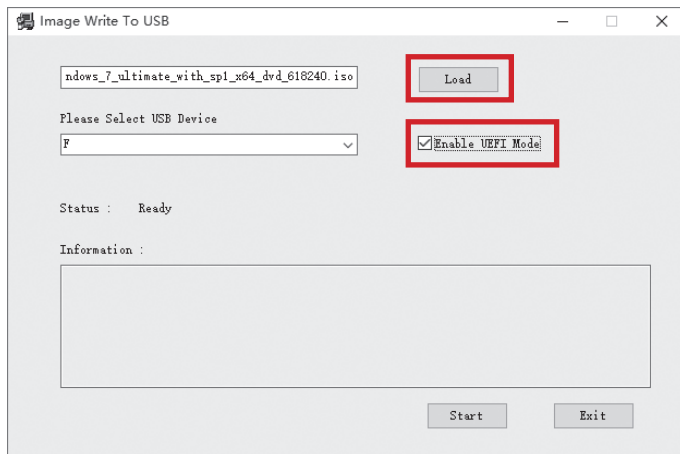 Image Write To USB
ndows_7_ultimate_with_sp1_x64_dvd_618240.iso
Load
Please Select USB Device
F
Enable UEFI Mode
Status : Ready
Information :
Start
Exit